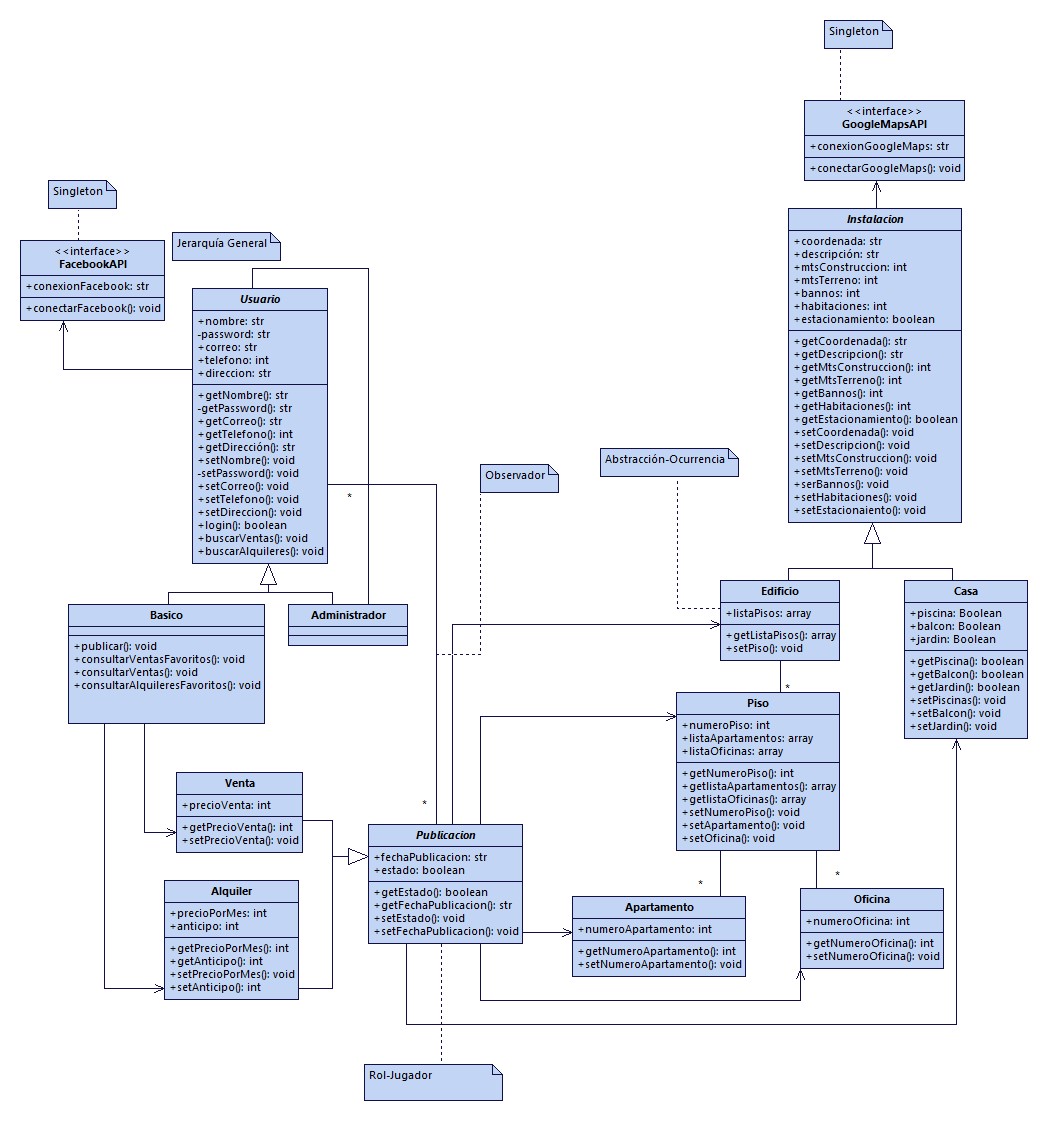 Singleton
<<interface>>
GoogleMapsAPI
+conexionGoogleMaps: str
+conectarGoogleMaps(): void
Singleton
<<interface>>
FacebookAPI
+conexionFacebook: str
+conectarFacebook(): void
Jerarquía General
Usuario
+nombre: str
-password: str
+correo: str
+telefono: int
+direccion: str
+getNombre(): str
-getPassword(): str
+getCorreo(): str
+getTelefono(): int
+getDirección(): str
+setNombre(): void
-setPassword(): void
+setCorreo(): void
+setTelefono(): void
+setDireccion(): void
+login(): boolean
+buscarVentas(): void
+buscarAlquileres(): void
Instalacion
+coordenada: str
+descripción: str
+mtsConstruccion: int
+mtsTerreno: int
+bannos: int
+habitaciones: int
+estacionamiento: boolean
+getCoordenada(): str
+getDescripcion(): str
+getMtsConstruccion(): int
+getMtsTerreno(): int
+getBannos(): int
+getHabitaciones(): int
+getEstacionamiento(): boolean
+setCoordenada(): void
+setDescripcion(): void
+setMtsConstruccion(): void
+setMtsTerreno(): void
+serBannos(): void
+setHabitaciones(): void
+setEstacionaiento(): void
Observador
Abstracción-Ocurrencia
*
Basico
+publicar(): void
+consultarVentasFavoritos(): void
+consultarVentas(): void
+consultarAlquileresFavoritos(): void
Administrador
Edificio
+listaPisos: array
+getListaPisos(): array
+setPiso(): void
Casa
+piscina: Boolean
+balcon: Boolean
+jardin: Boolean
+getPiscina(): boolean
+getBalcon(): boolean
+getJardin(): boolean
+setPiscinas(): void
+setBalcon(): void
+setJardin(): void
*
Piso
+numeroPiso: int
+listaApartamentos: array
+listaOficinas: array
+getNumeroPiso(): int
+getlistaApartamentos(): array
+getlistaOficinas(): array
+setNumeroPiso(): void
+setApartamento(): void
+setOficina(): void
Venta
+precioVenta: int
+getPrecioVenta(): int
+setPrecioVenta(): void
*
Publicacion
+fechaPublicacion: str
+estado: boolean
+getEstado(): boolean
+getFechaPublicacion(): str
+setEstado(): void
+setFechaPublicacion(): void
Alquiler
+precioPorMes: int
+anticipo: int
+getPrecioPorMes(): int
+getAnticipo(): int
+setPrecioPorMes(): void
+setAnticipo(): int
*
*
Apartamento
+numeroApartamento: int
+getNumeroApartamento(): int
+setNumeroApartamento(): void
Oficina
+numeroOficina: int
+getNumeroOficina(): int
+setNumeroOficina(): void
Rol-Jugador